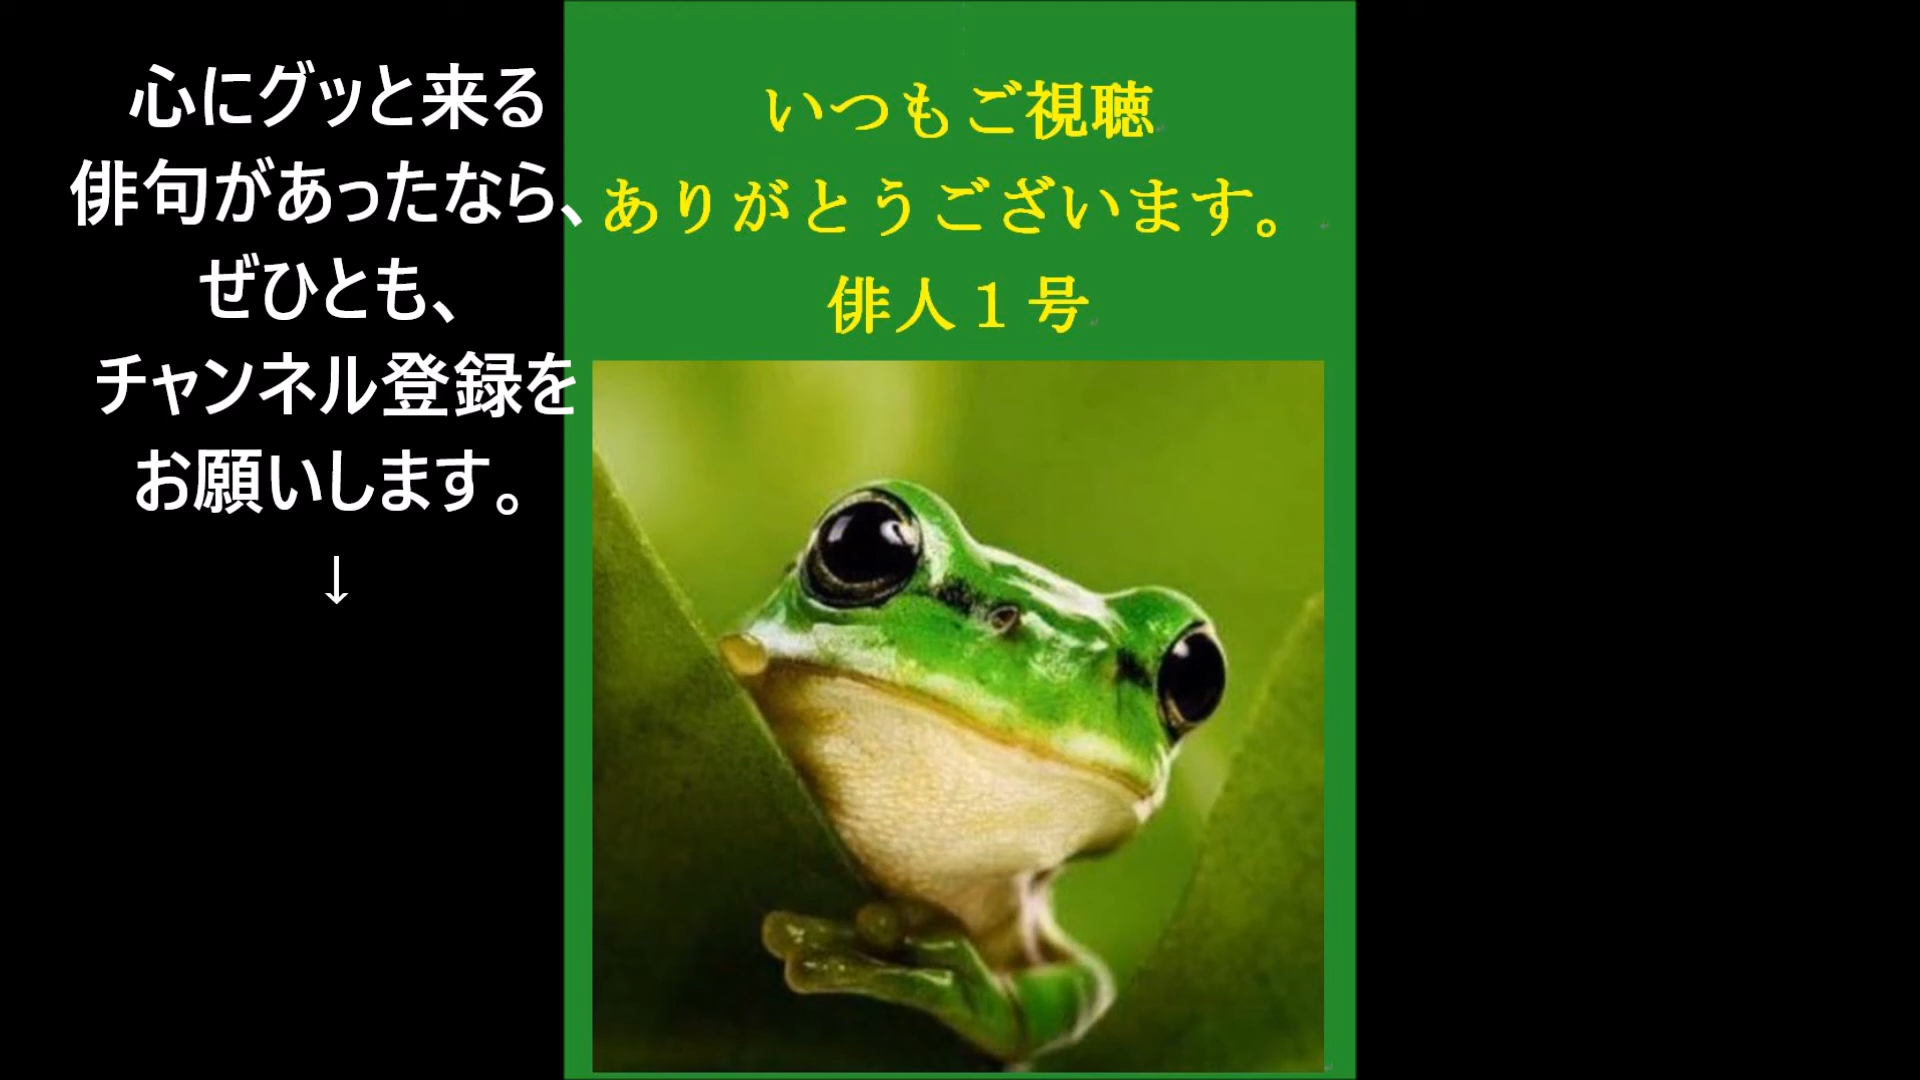 心にグッと来る
俳句があったなら、
ぜひとも、
チャンネル登録を
お願いします。
↓
いつもご視聴
ありがとうございます。
俳人１号